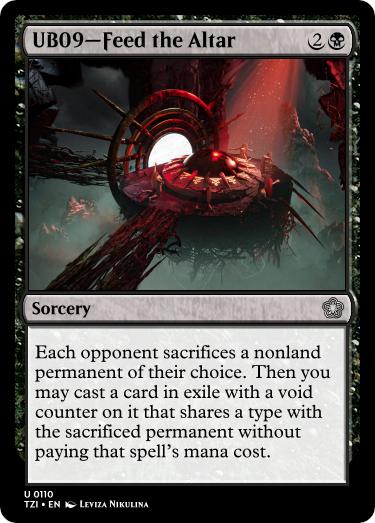 UB09—Feed the Altar 2
Sorcery
Each opponent sacrifices a nonland
permanent of their choice. Then you
may cast a card in exile with a void
counter on it that shares a type with
the sacrificed permanent without
paying that spell's mana cost.
U 0110
TZI • EN Leviza Nikulina